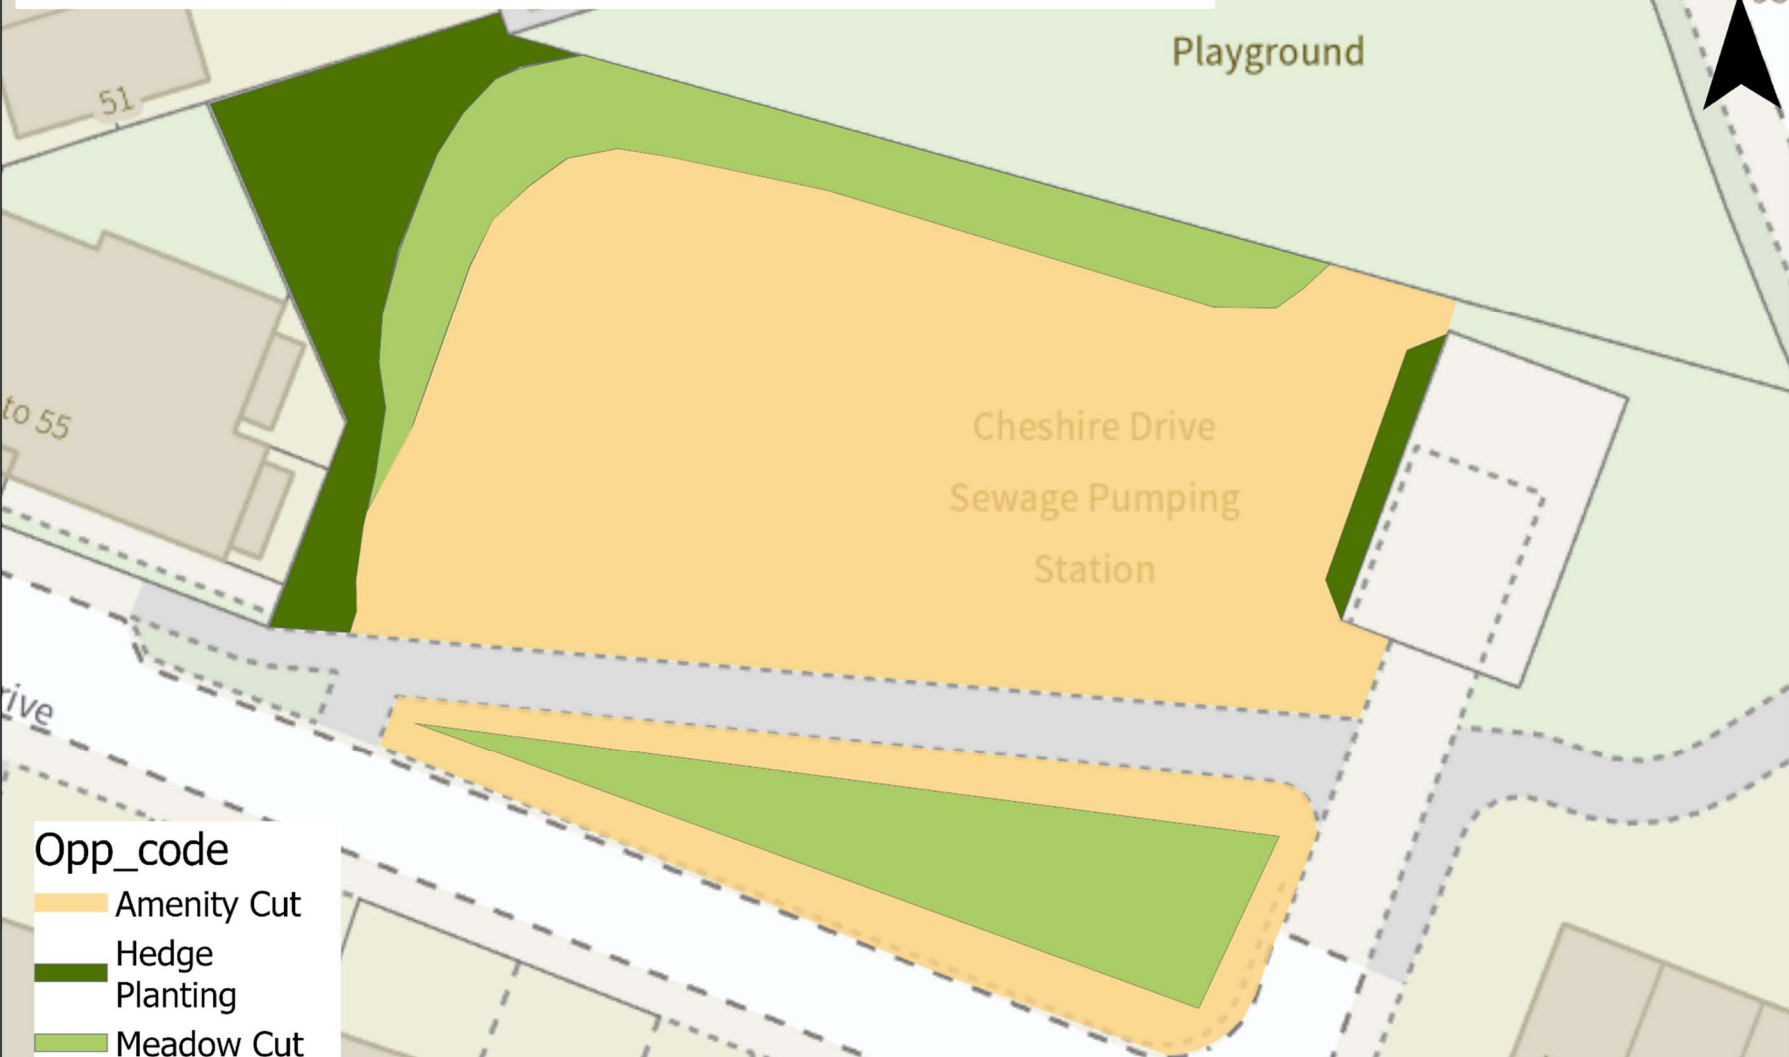 Playground
51
to 55
Cheshire Drive
Sewage Pumping
Station
rive
Opp_code
Amenity Cut
Hedge
Planting
Meadow Cut